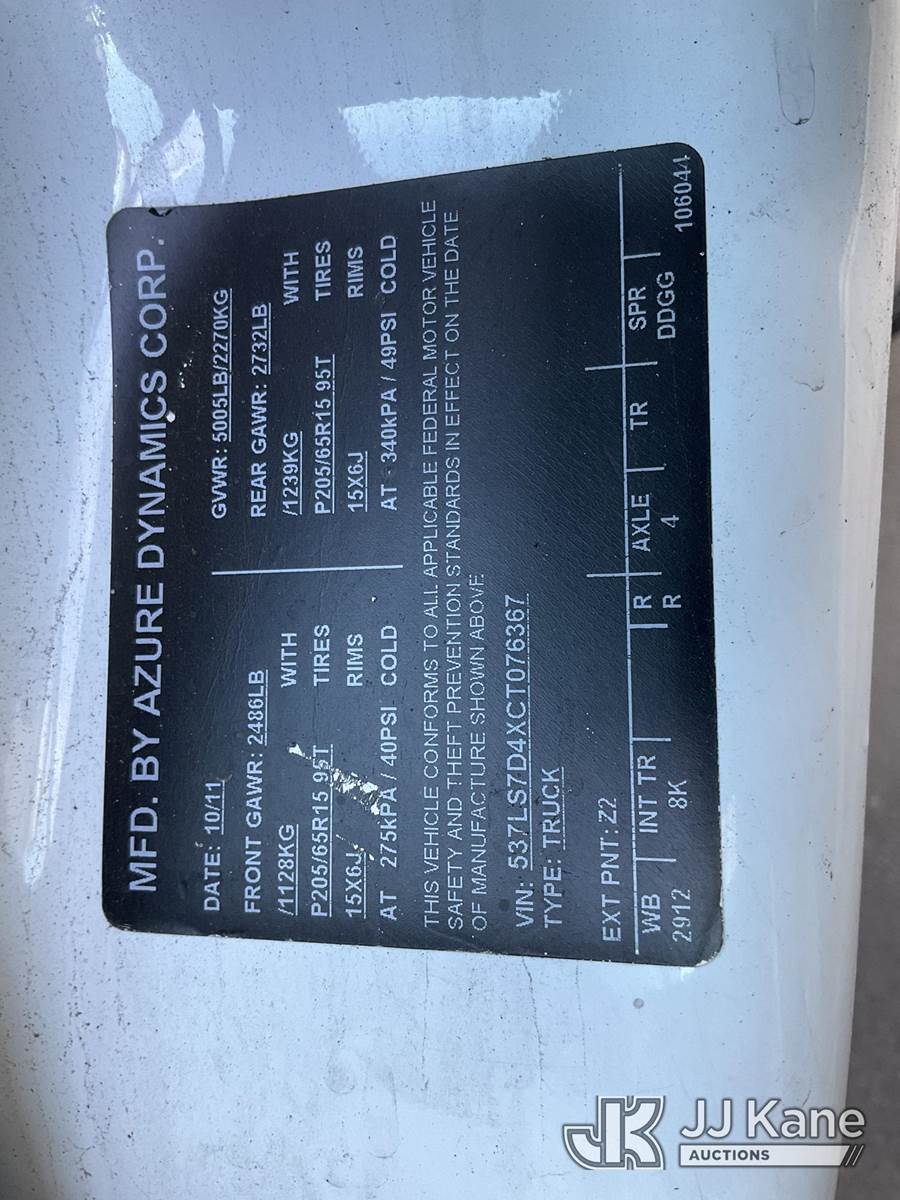 MFD. BY AZURE DYNAMICS CORP.
DATE: 10/11
GVWR: 5005LB/2270KG
FRONT GAWR: 2486LB
/1128KG WITH
P205/65R15 95T TIRES
15X6J RIMS
AT 275kPA / 40PSI COLD
REAR GAWR: 2732LB
/1239KG WITH
P205/65R15 95T TIRES
15X6J RIMS
AT 340kPA / 49PSI COLD
THIS VEHICLE CONFORMS TO ALL APPLICABLE FEDERAL MOTOR VEHICLE
SAFETY AND THEFT PREVENTION STANDARDS IN EFFECT ON THE DATE
OF MANUFACTURE SHOWN ABOVE
VIN: 537LS7D4XCT076367
TYPE: TRUCK
EXT PNT: Z2
WB INT TR R AXLE TR SPR
2912 8K R 4 DDGG
106044
JK JJ Kane
AUCTIONS